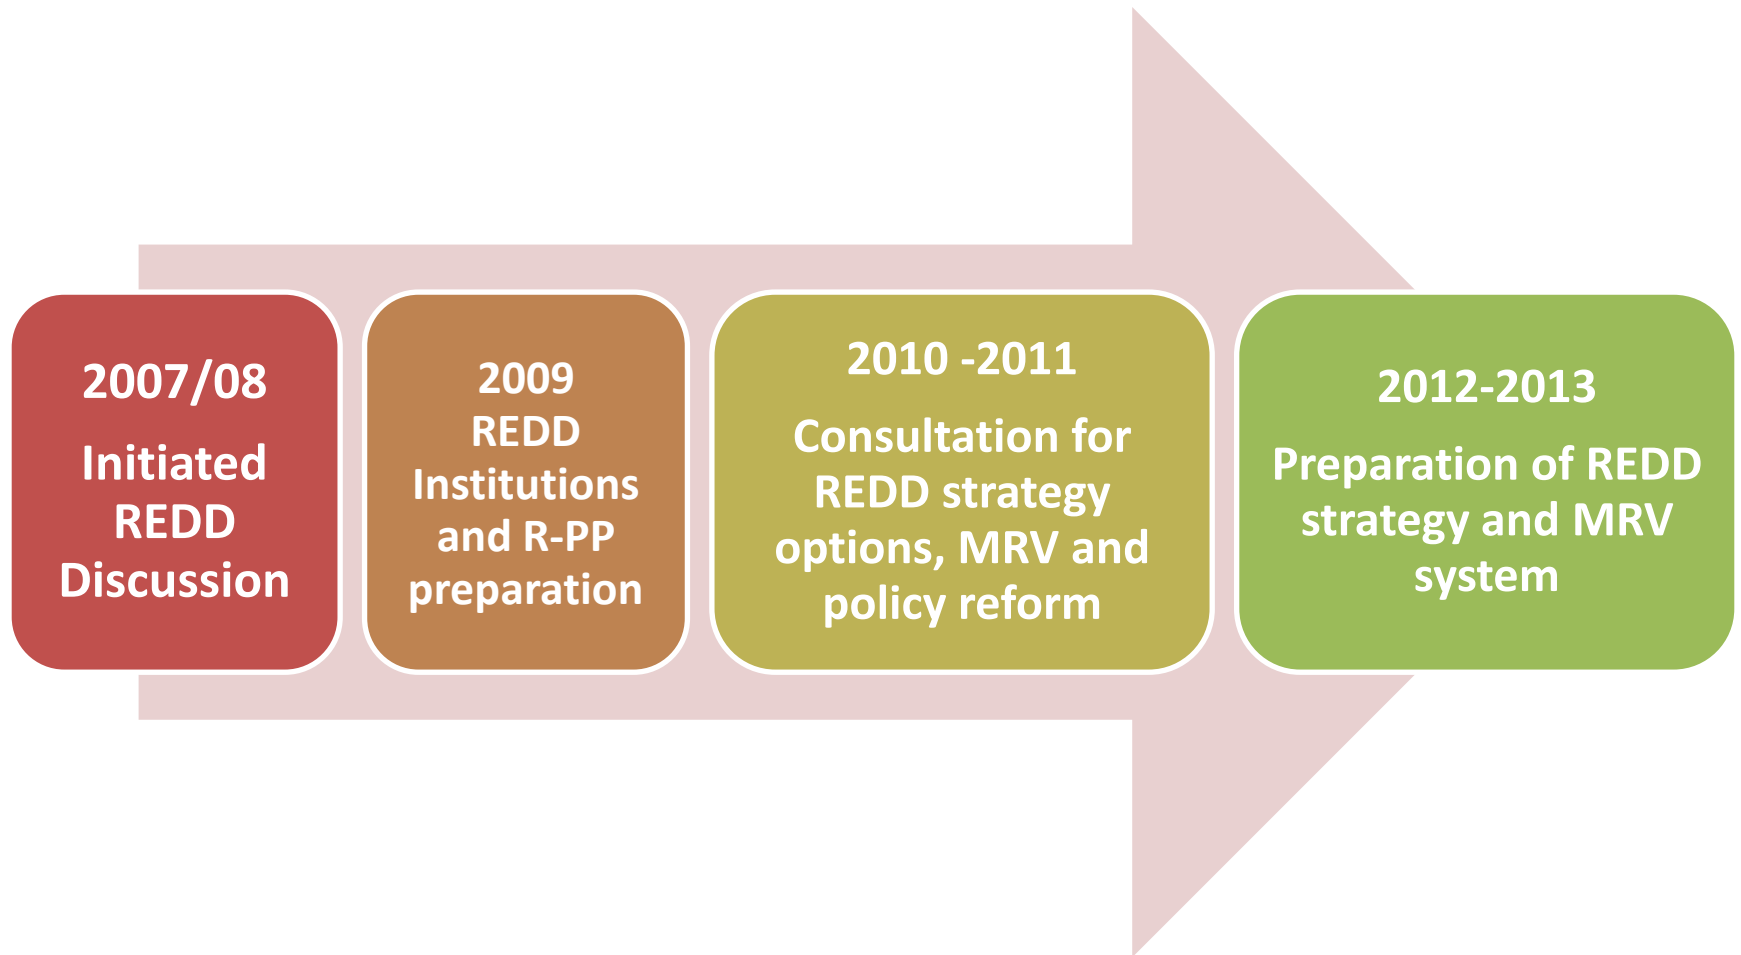 2007/08
Initiated
REDD
Discussion
2009
REDD
Institutions
and R-PP
preparation
2010 -2011
Consultation for
REDD strategy
options, MRV and
policy reform
2012-2013
Preparation of REDD
strategy and MRV
system